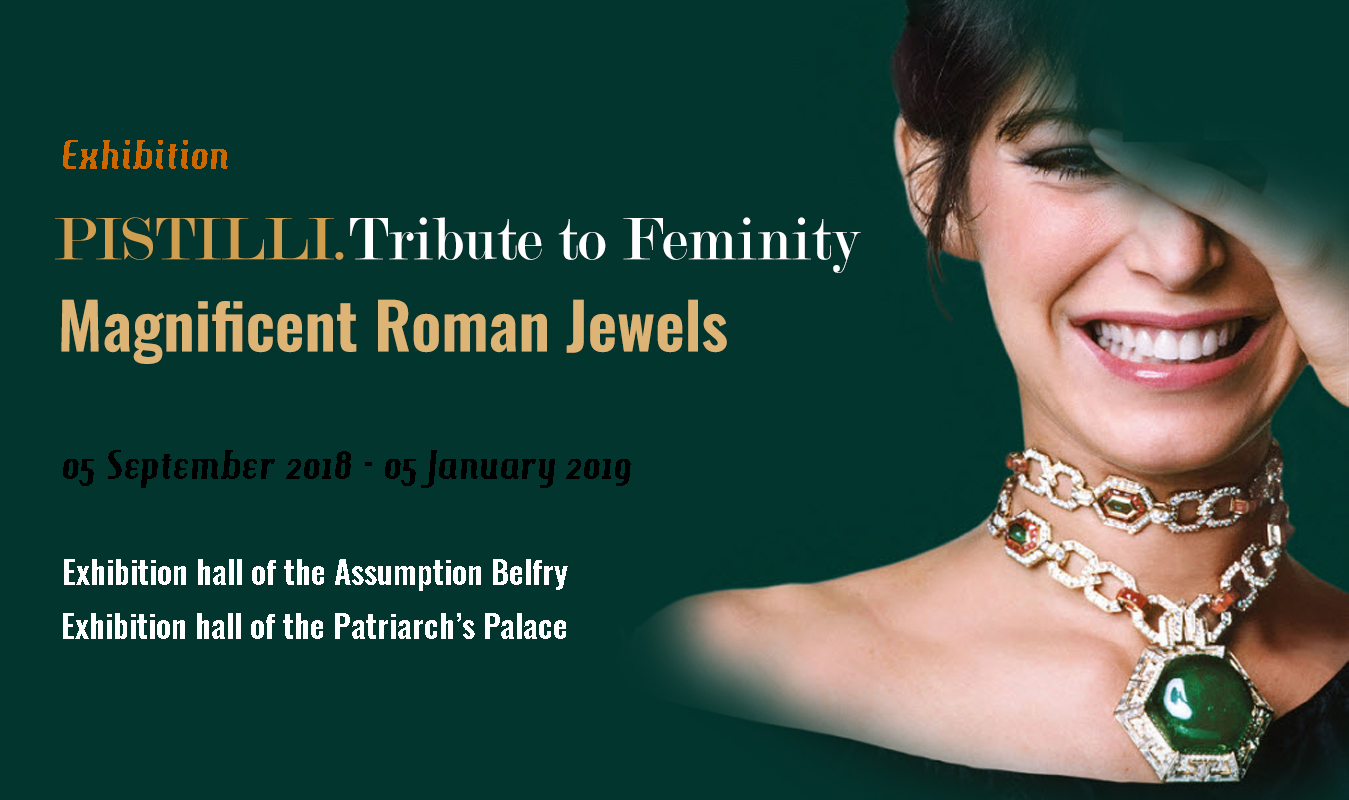 Exhibition
PISTILLI.Tribute to Feminity
Magnificent Roman Jewels
05 September 2018 - 05 January 2019
Exhibition hall of the Assumption Belfry
Exhibition hall of the Patriarch’s Palace